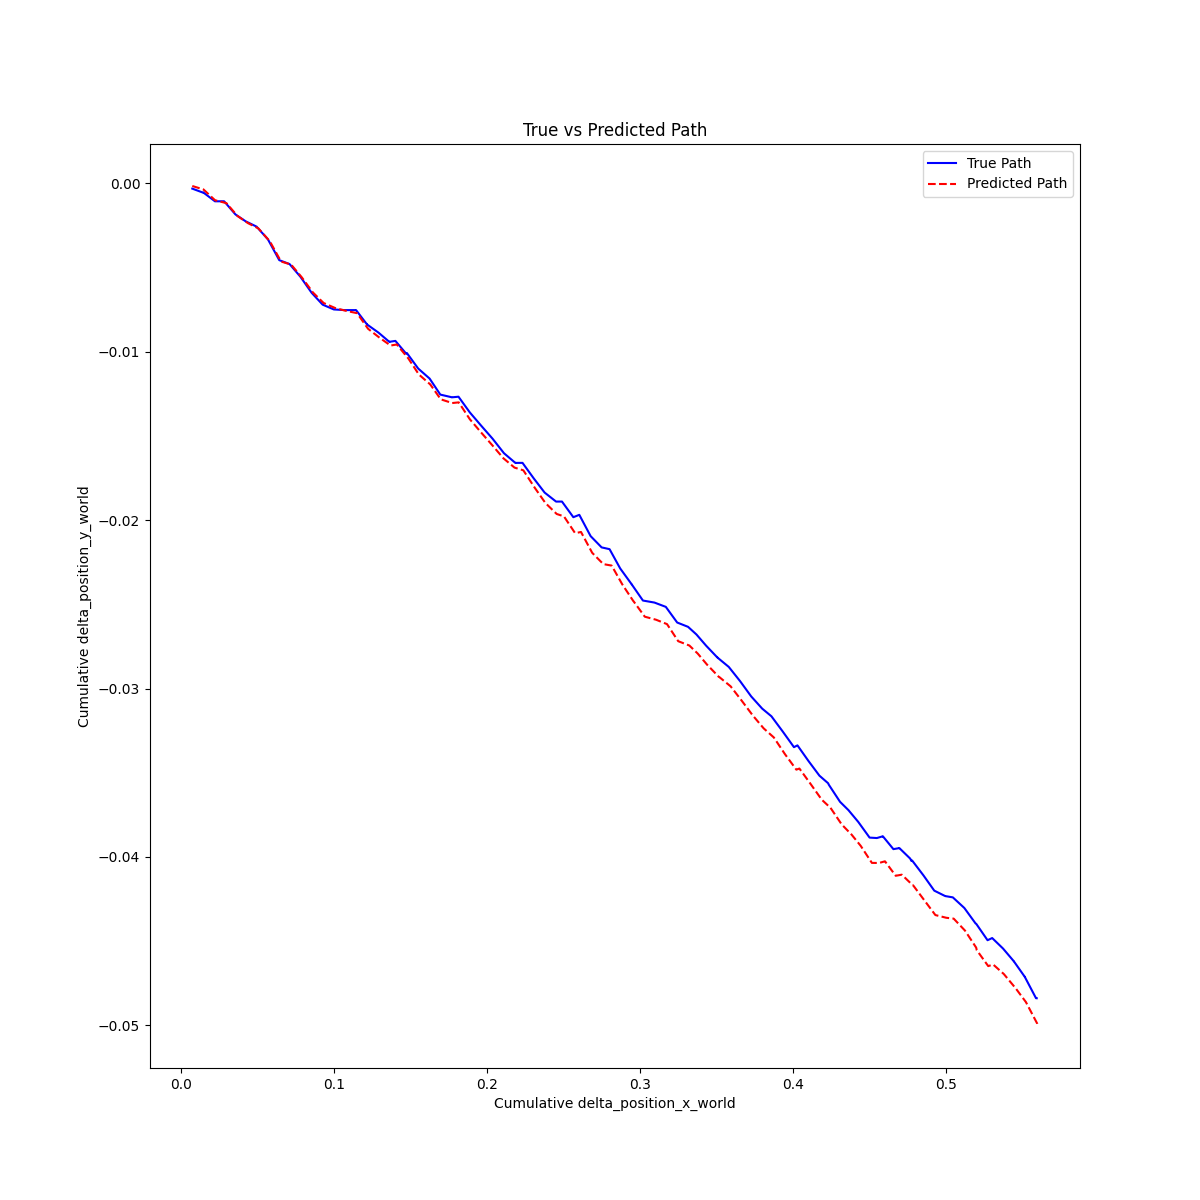 True vs Predicted Path
True Path
Predicted Path
0.00
−0.01
−0.02
−0.03
−0.04
−0.05
Cumulative delta_position_y_world
0.0 0.1 0.2 0.3 0.4 0.5
Cumulative delta_position_x_world